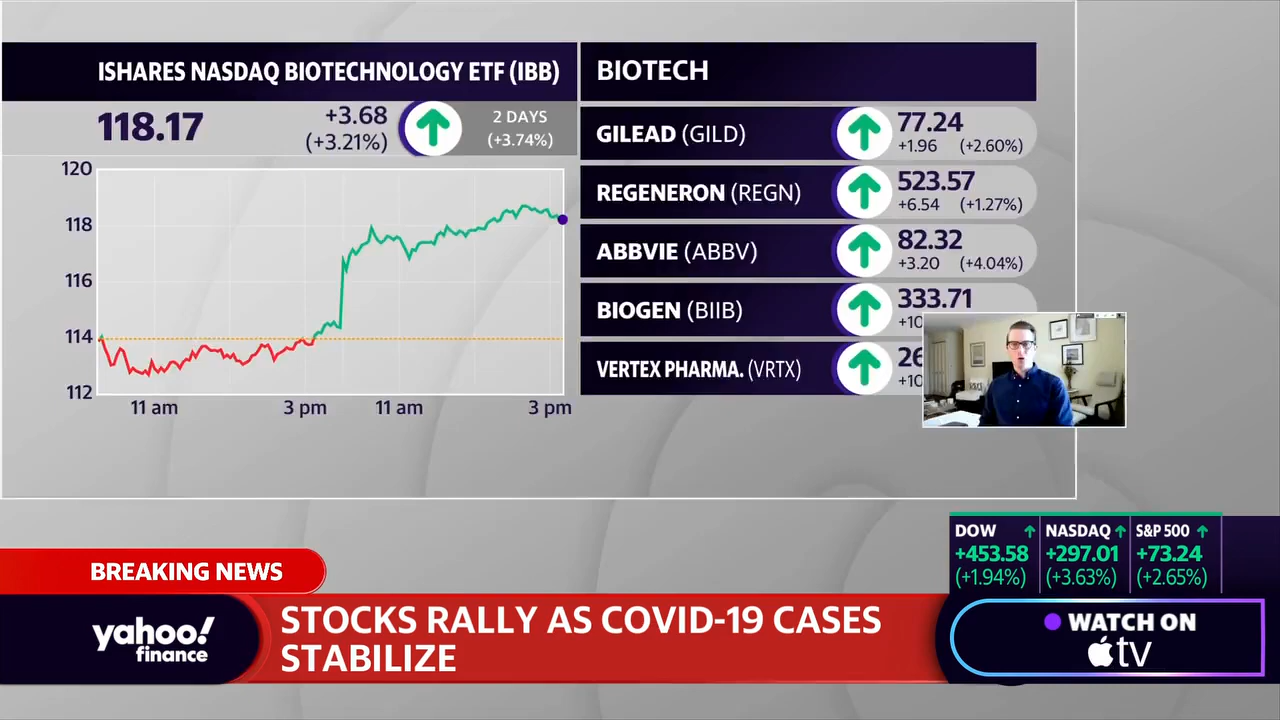 ISHARES NASDAQ BIOTECHNOLOGY ETF (IBB)
118.17
+3.68
(+3.21%)
2 DAYS
(+3.74%)
120
118
116
114
112
11 am
3 pm
11 am
3 pm
BIOTECH
GILEAD (GILD)
77.24
+1.96 (+2.60%)
REGENERON (REGN)
523.57
+6.54 (+1.27%)
ABBVIE (ABBV)
82.32
+3.20 (+4.04%)
BIOGEN (BIIB)
333.71
+10
VERTEX PHARMA. (VRTX)
26
+10
DOW
+453.58
(+1.94%)
NASDAQ
+297.01
(+3.63%)
S&P 500
+73.24
(+2.65%)
BREAKING NEWS
yahoo!
finance
STOCKS RALLY AS COVID-19 CASES
STABILIZE
WATCH ON
tv